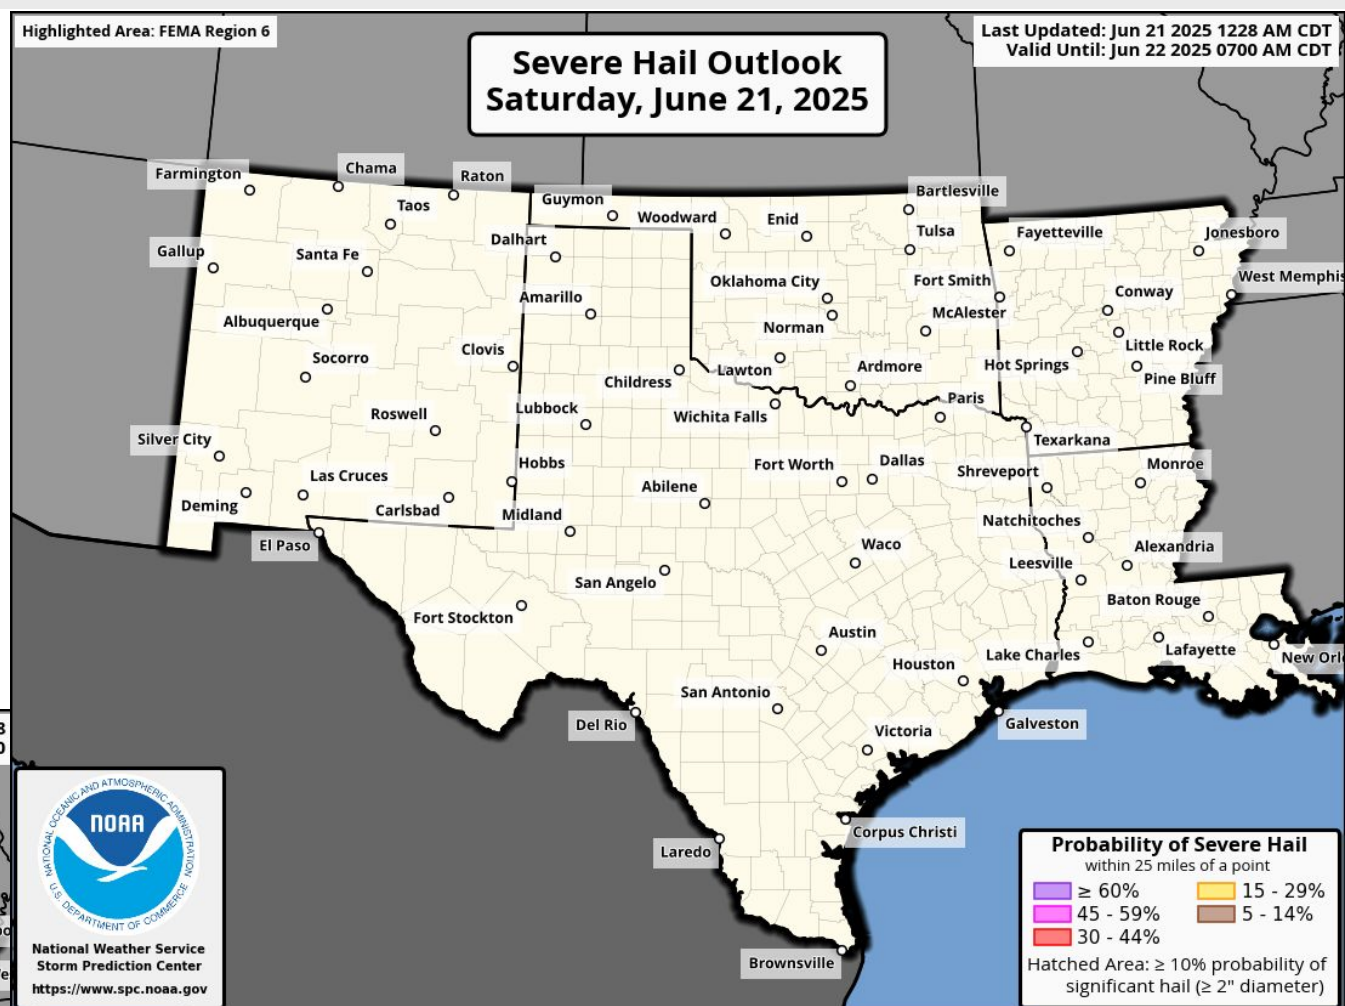 Highlighted Area: FEMA Region 6
Severe Hail Outlook
Saturday, June 21, 2025
Last Updated: Jun 21 2025 1228 AM CDT
Valid Until: Jun 22 2025 0700 AM CDT
Farmington
Chama
Raton
Taos
Guymon
Woodward
Enid
Bartlesville
Tulsa
Fayetteville
Jonesboro
Gallup
Santa Fe
Dalhart
Oklahoma City
Fort Smith
West Memphis
Albuquerque
Amarillo
Norman
McAlester
Conway
Little Rock
Socorro
Clovis
Childress
Lawton
Ardmore
Hot Springs
Pine Bluff
Roswell
Lubbock
Wichita Falls
Paris
Texarkana
Silver City
Las Cruces
Hobbs
Abilene
Fort Worth
Dallas
Shreveport
Monroe
Deming
Carlsbad
Midland
Natchitoches
El Paso
San Angelo
Waco
Leesville
Alexandria
Fort Stockton
Austin
Baton Rouge
Houston
Lake Charles
Lafayette
New Orl
San Antonio
Del Rio
Victoria
Galveston
Laredo
Corpus Christi
Brownsville
8
0
NATIONAL OCEANIC AND ATMOSPHERIC ADMINISTRATION
NOAA
U.S. DEPARTMENT OF COMMERCE
National Weather Service
Storm Prediction Center
https://www.spc.noaa.gov
Probability of Severe Hail
within 25 miles of a point
≥ 60%
15 - 29%
45 - 59%
5 - 14%
30 - 44%
Hatched Area: ≥ 10% probability of
significant hail (≥ 2" diameter)